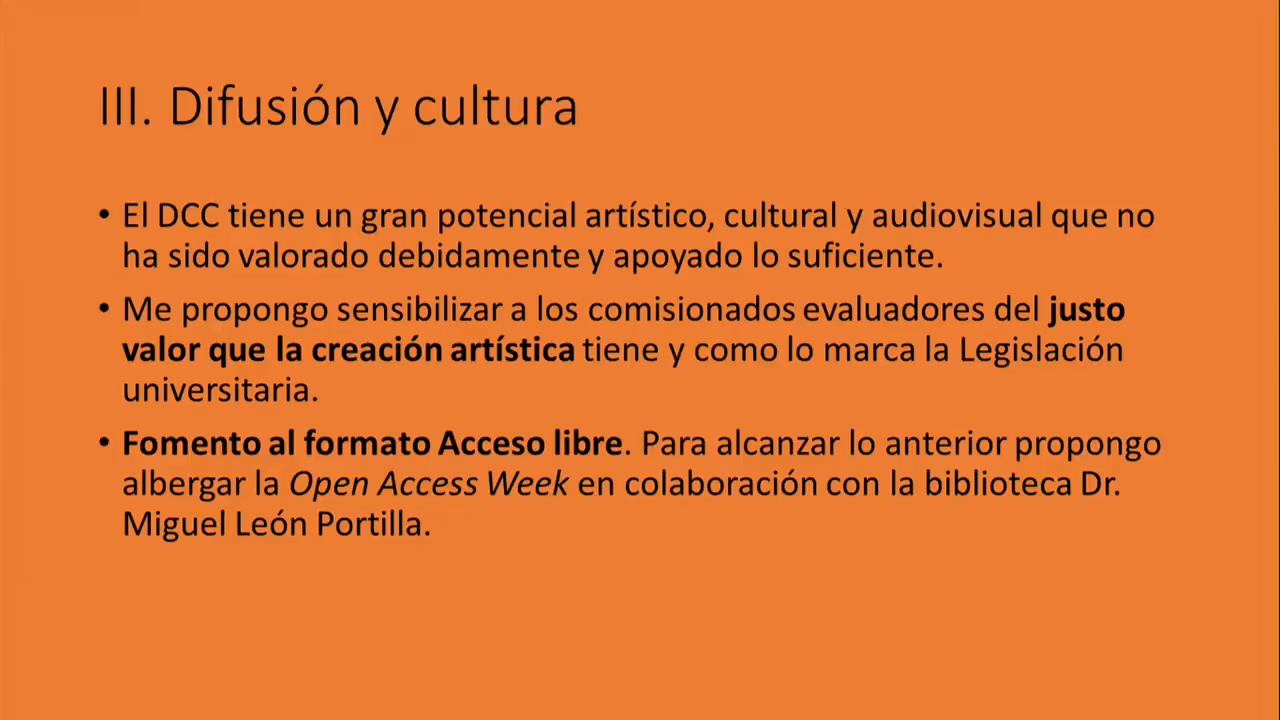 III. Difusión y cultura
• El DCC tiene un gran potencial artístico, cultural y audiovisual que no
ha sido valorado debidamente y apoyado lo suficiente.
• Me propongo sensibilizar a los comisionados evaluadores del justo
valor que la creación artística tiene y como lo marca la Legislación
universitaria.
• Fomento al formato Acceso libre. Para alcanzar lo anterior propongo
albergar la Open Access Week en colaboración con la biblioteca Dr.
Miguel León Portilla.